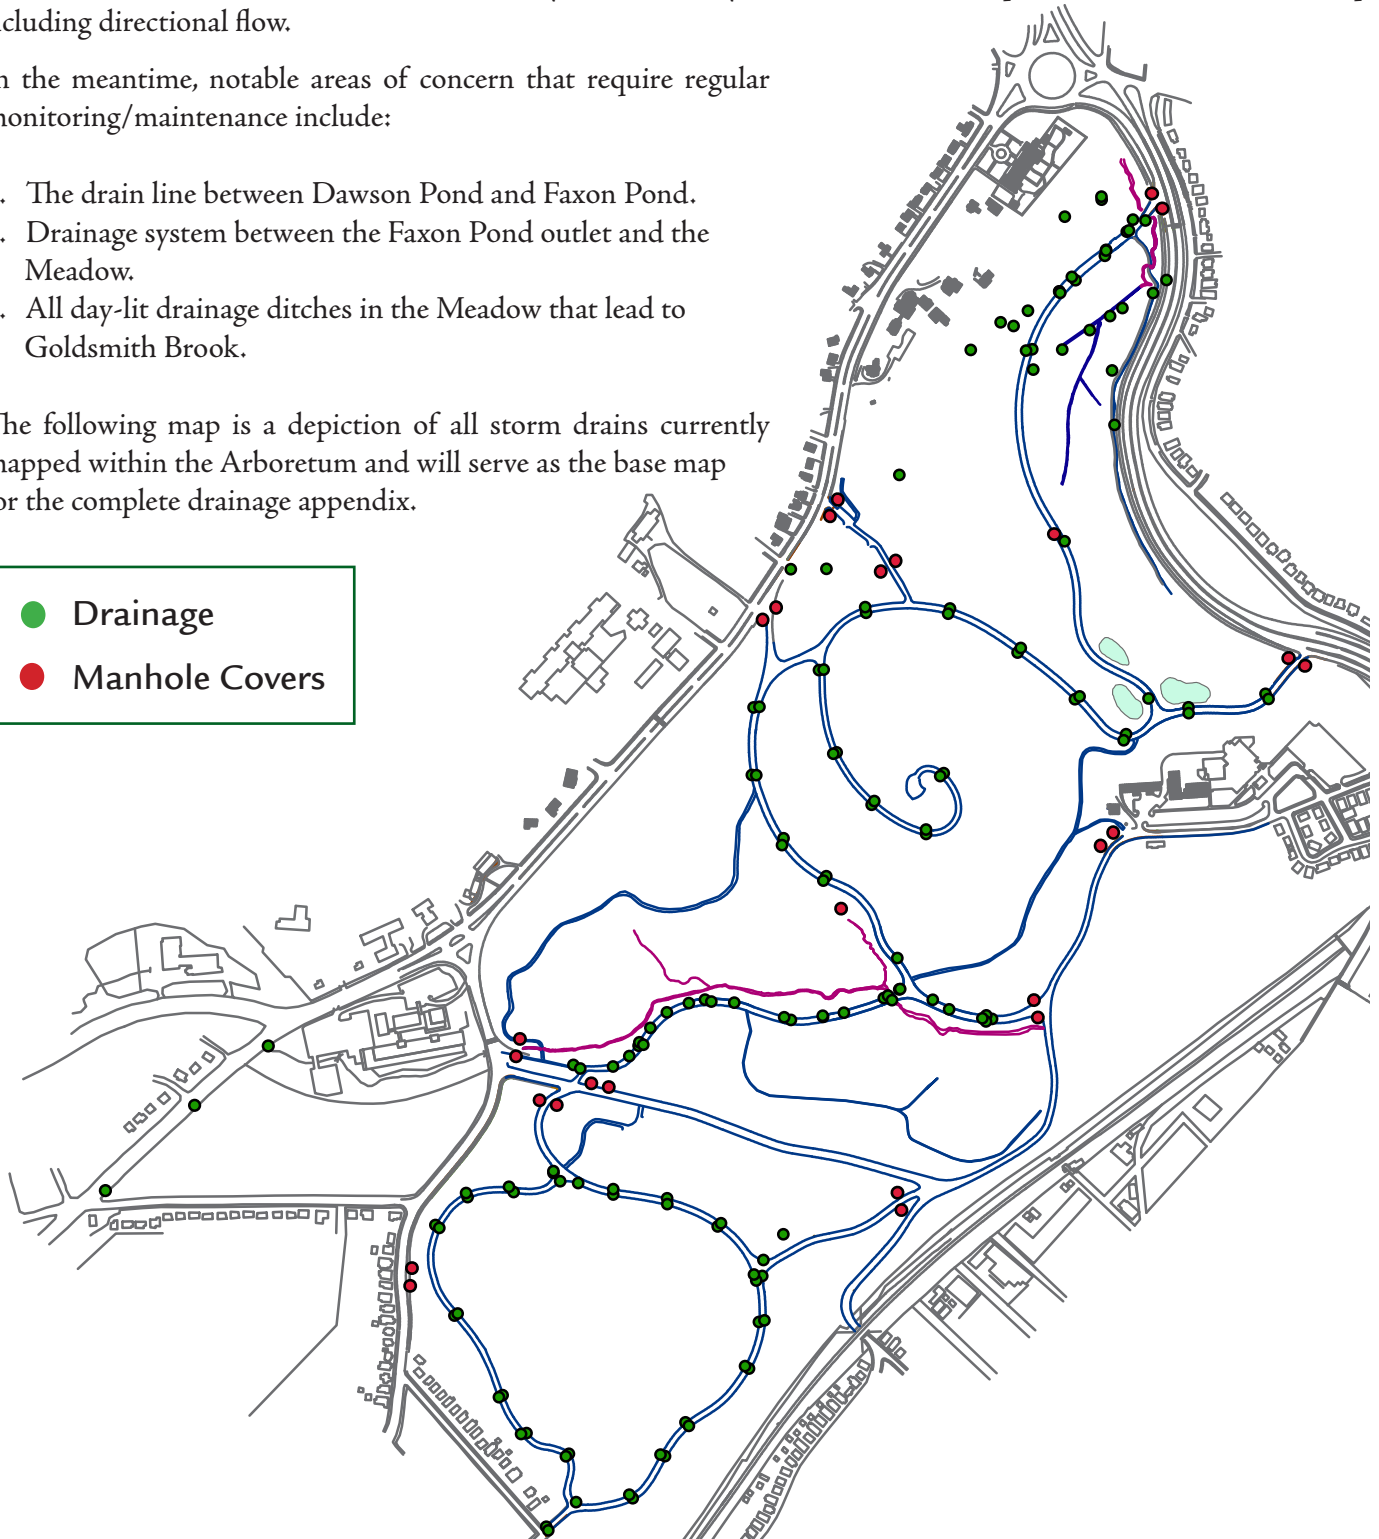 cluding directional flow.
the meantime, notable areas of concern that require regular
onitoring/maintenance include:
. The drain line between Dawson Pond and Faxon Pond.
. Drainage system between the Faxon Pond outlet and the
Meadow.
. All day-lit drainage ditches in the Meadow that lead to
Goldsmith Brook.
he following map is a depiction of all storm drains currently
apped within the Arboretum and will serve as the base map
or the complete drainage appendix.
Drainage
Manhole Covers